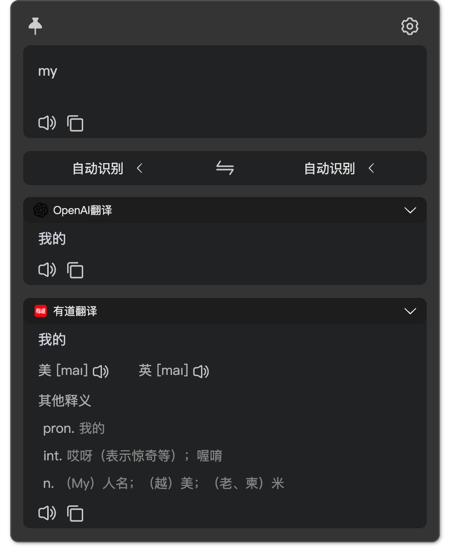 my
自动识别 自动识别
OpenAI翻译
我的
有道 有道翻译
我的
美 [maɪ] 英 [maɪ]
其他释义
pron. 我的
int. 哎呀（表示惊奇等）；喔唷
n. （My）人名；（越）美；（老、柬）米